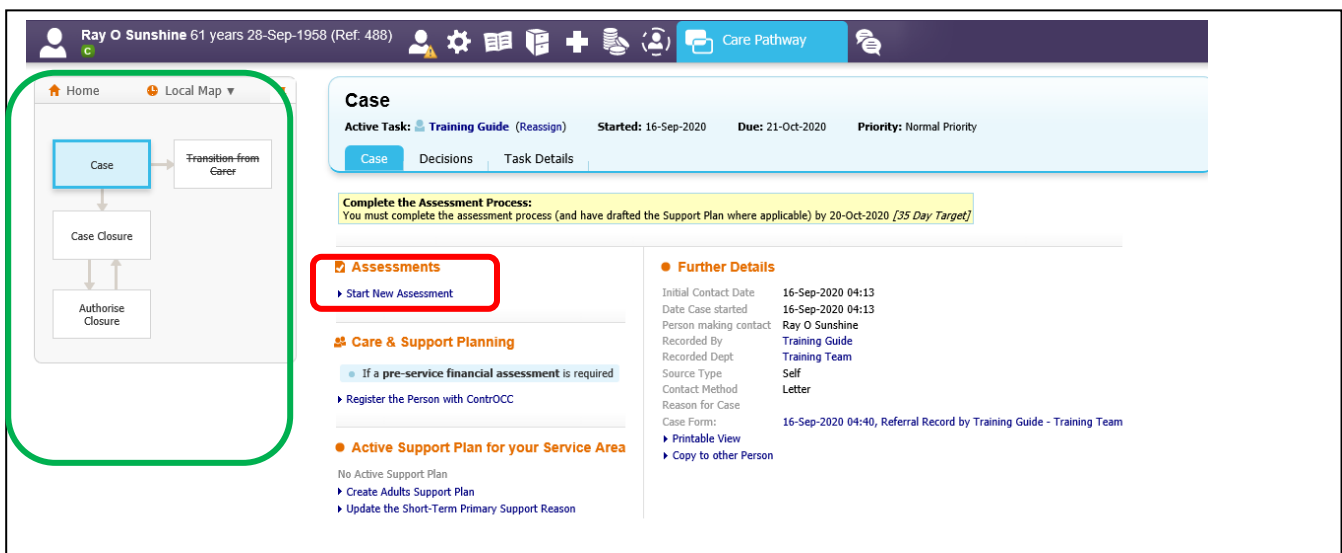 Ray O Sunshine 61 years 28-Sep-1958 (Ref: 488)
C
Care Pathway
Home
Local Map ▼
Case
Transition from
Carer
Case Closure
Authorise
Closure
Case
Active Task: Training Guide (Reassign) Started: 16-Sep-2020 Due: 21-Oct-2020 Priority: Normal Priority
Case Decisions Task Details
Complete the Assessment Process:
You must complete the assessment process (and have drafted the Support Plan where applicable) by 20-Oct-2020 [35 Day Target]
Assessments
Start New Assessment
Care & Support Planning
If a pre-service financial assessment is required
Register the Person with ContrOCC
Active Support Plan for your Service Area
No Active Support Plan
Create Adults Support Plan
Update the Short-Term Primary Support Reason
Further Details
Initial Contact Date 16-Sep-2020 04:13
Date Case started 16-Sep-2020 04:13
Person making contact Ray O Sunshine
Recorded By Training Guide
Recorded Dept Training Team
Source Type Self
Contact Method Letter
Reason for Case
Case Form: 16-Sep-2020 04:40, Referral Record by Training Guide - Training Team
Printable View
Copy to other Person